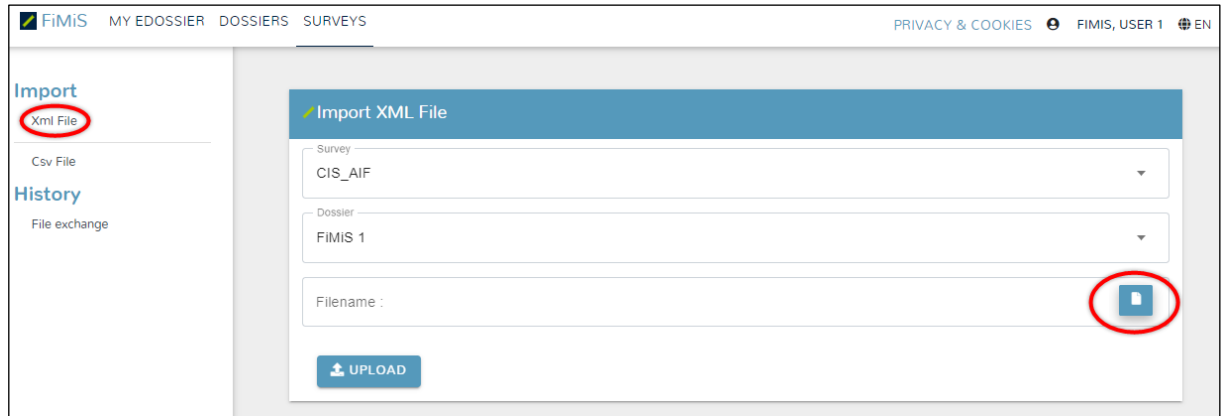 FiMiS MY EDOSSIER DOSSIERS SURVEYS PRIVACY & COOKIES FIMIS, USER 1 EN
Import
Xml File
Csv File
History
File exchange
Import XML File
Survey
CIS_AIF
Dossier
FiMiS 1
Filename :
UPLOAD